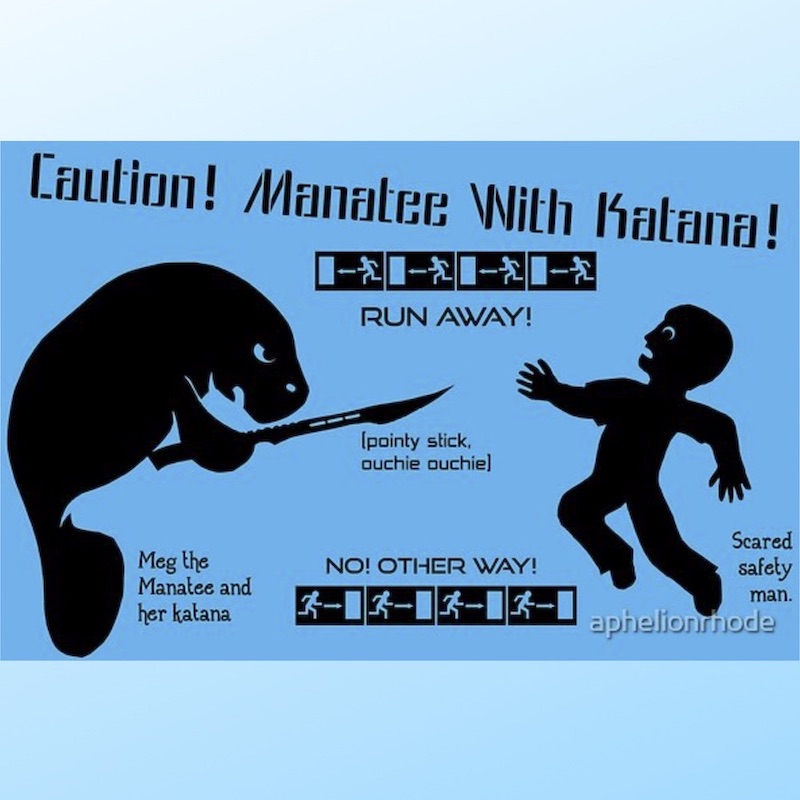 Caution! Manatee With Katana!
RUN AWAY!
[pointy stick,
ouchie ouchie]
Meg the
Manatee and
her katana
NO! OTHER WAY!
Scared
safety
man.
aphelionrhode